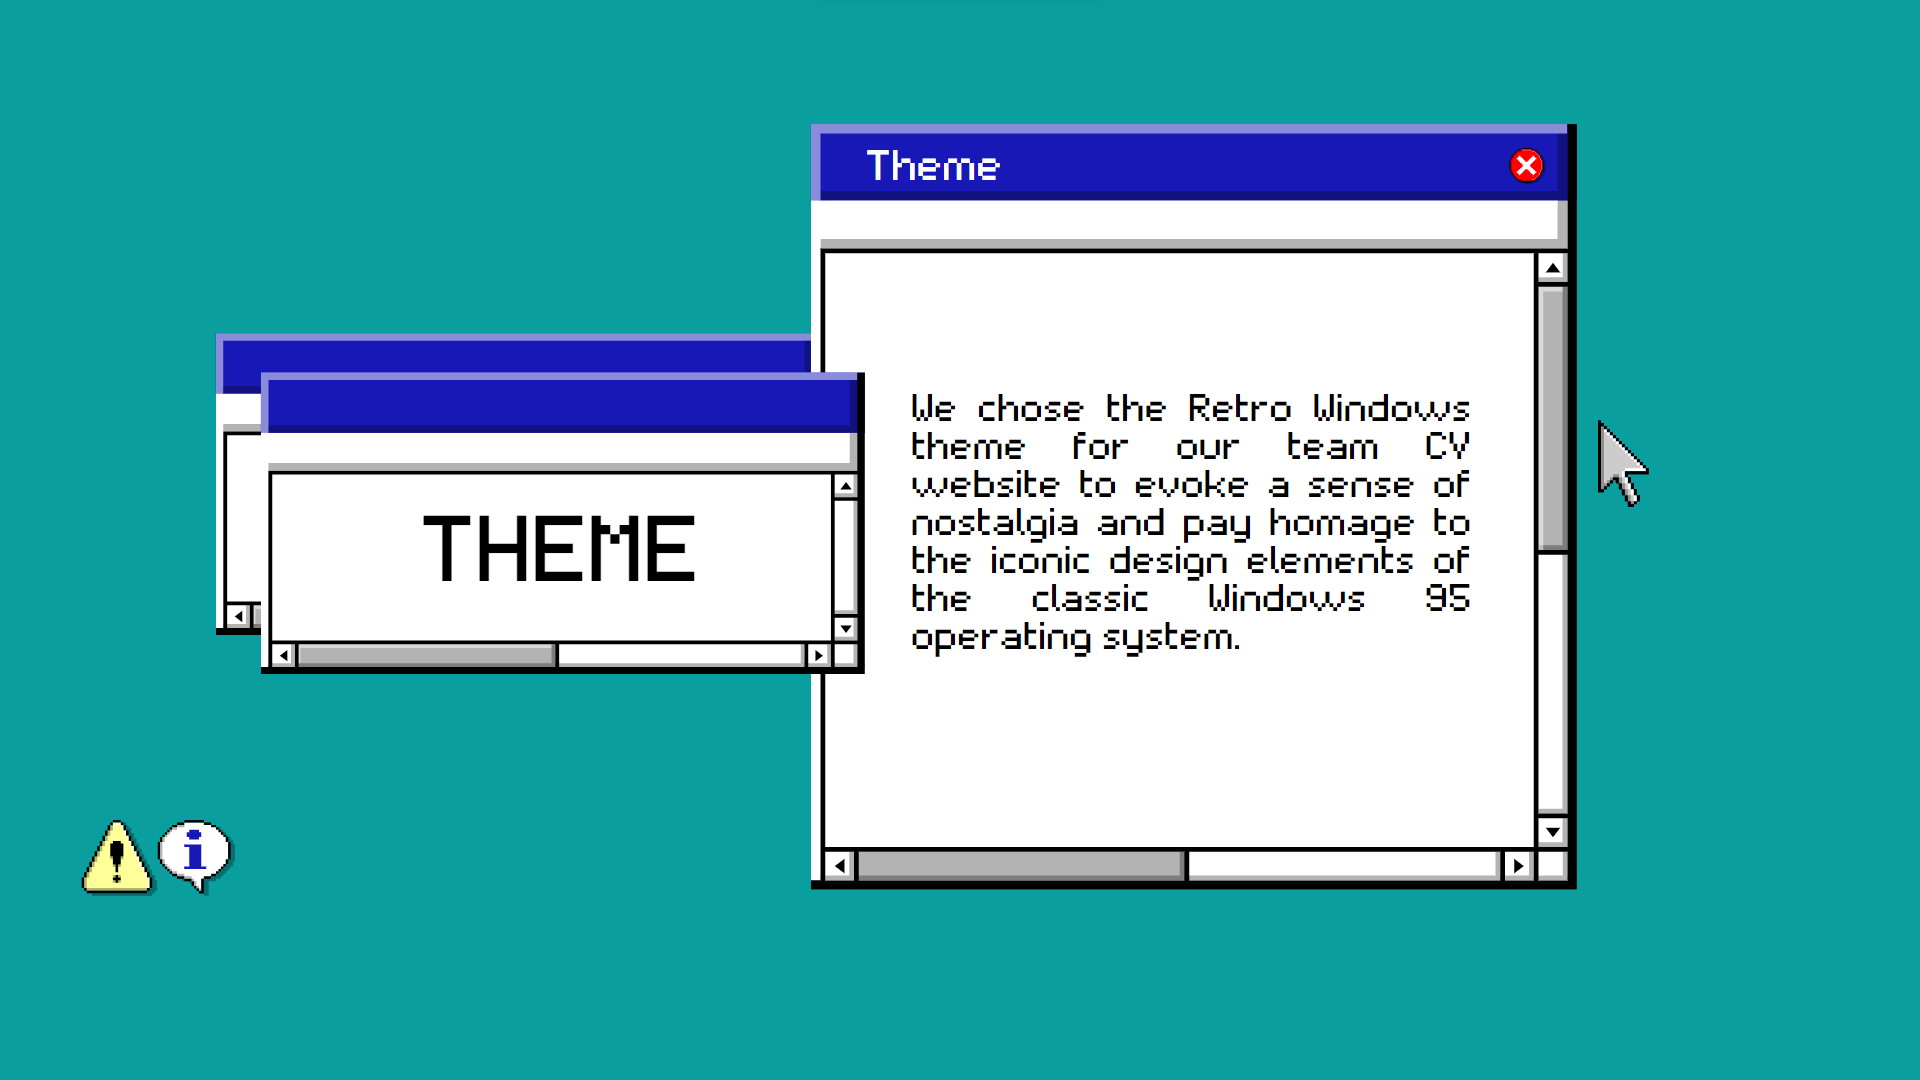 Theme
THEME
We chose the Retro Windows
theme for our team CV
website to evoke a sense of
nostalgia and pay homage to
the iconic design elements of
the classic Windows 95
operating system.